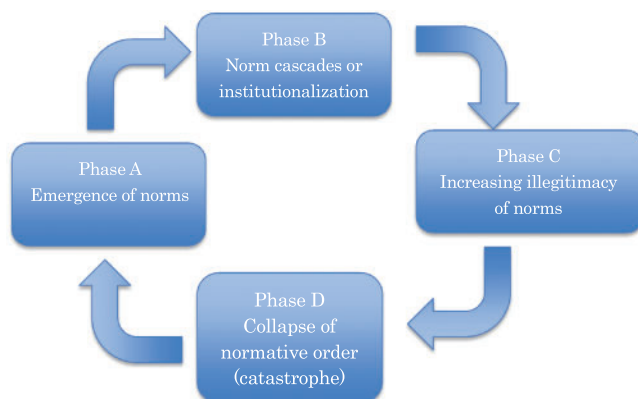 Phase A
Emergence of norms
Phase B
Norm cascades or
institutionalization
Phase C
Increasing illegitimacy
of norms
Phase D
Collapse of
normative order
(catastrophe)